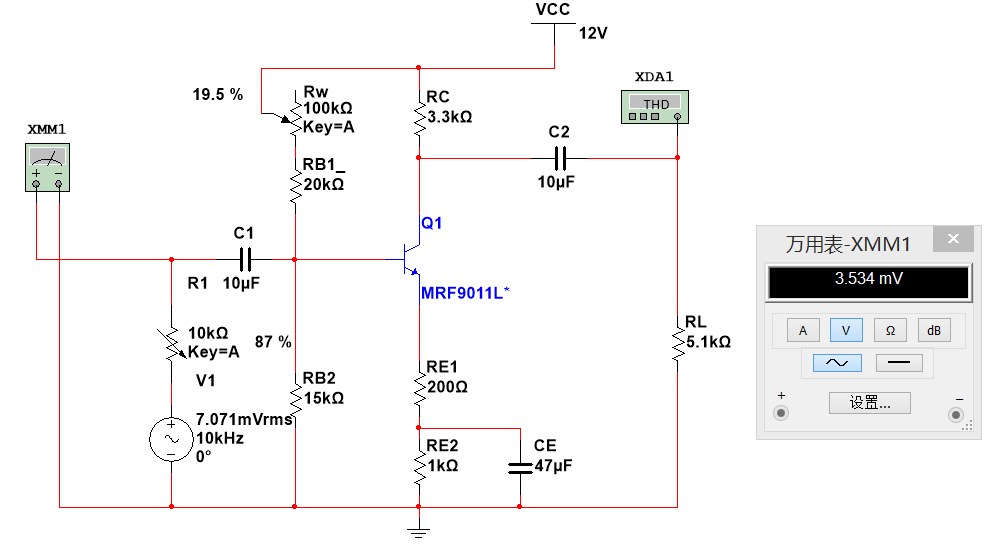 VCC
12V
XDA1
THD
19.5 %
Rw
100kΩ
Key=A
RC
3.3kΩ
XMM1
+ −
C2
10µF
RB1_
20kΩ
Q1
C1
10µF
R1
MRF9011L*
万用表-XMM1
3.534 mV
A
V
Ω
dB
设置...
+
−
10kΩ
Key=A
87 %
RL
5.1kΩ
V1
7.071mVrms
10kHz
0°
RB2
15kΩ
RE1
200Ω
RE2
1kΩ
CE
47µF